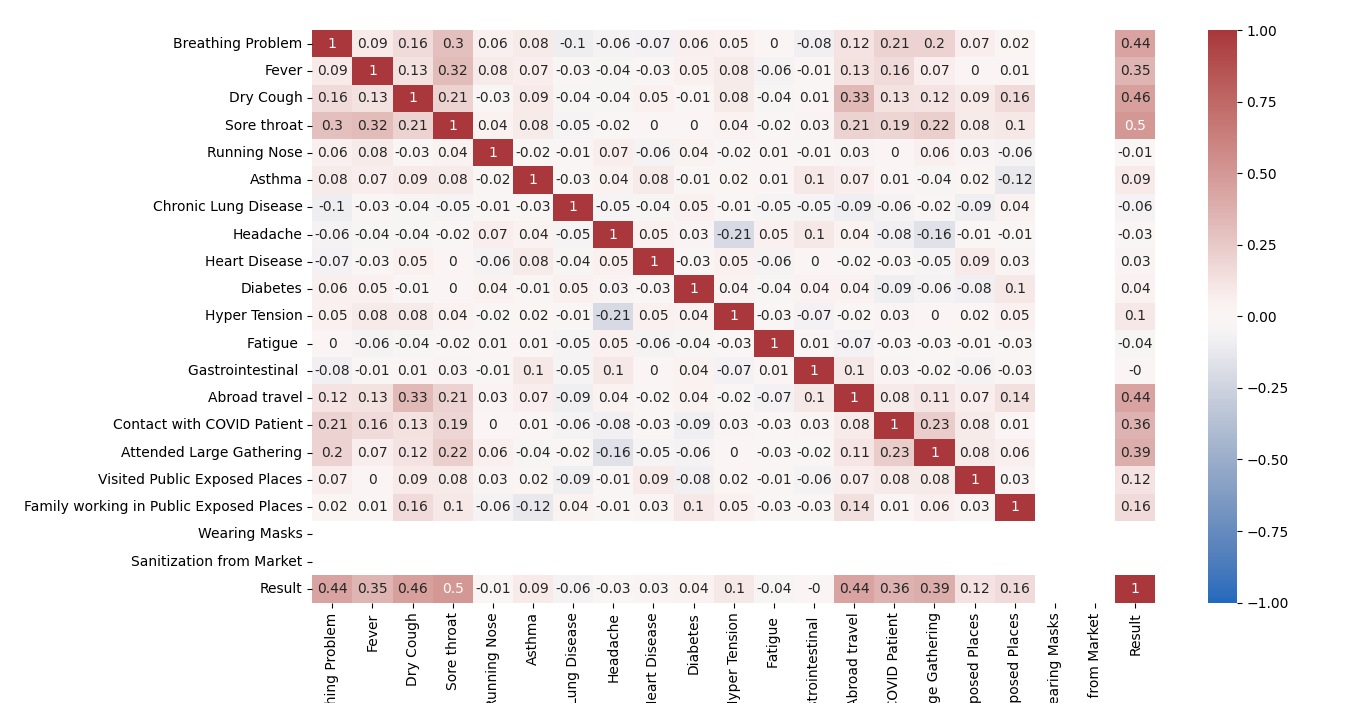 Breathing Problem 1 0.09 0.16 0.3 0.06 0.08 -0.1 -0.06 -0.07 0.06 0.05 0 -0.08 0.12 0.21 0.2 0.07 0.02 0.44
Fever 0.09 1 0.13 0.32 0.08 0.07 -0.03 -0.04 -0.03 0.05 0.08 -0.06 -0.01 0.13 0.16 0.07 0 0.01 0.35
Dry Cough 0.16 0.13 1 0.21 -0.03 0.09 -0.04 -0.04 0.05 -0.01 0.08 -0.04 0.01 0.33 0.13 0.12 0.09 0.16 0.46
Sore throat 0.3 0.32 0.21 1 0.04 0.08 -0.05 -0.02 0 0 0.04 -0.02 0.03 0.21 0.19 0.22 0.08 0.1 0.5
Running Nose 0.06 0.08 -0.03 0.04 1 -0.02 -0.01 0.07 -0.06 0.04 -0.02 0.01 -0.01 0.03 0 0.06 0.03 -0.06 -0.01
Asthma 0.08 0.07 0.09 0.08 -0.02 1 -0.03 0.04 0.08 -0.01 0.02 0.01 0.1 0.07 0.01 -0.04 0.02 -0.12 0.09
Chronic Lung Disease -0.1 -0.03 -0.04 -0.05 -0.01 -0.03 1 -0.05 -0.04 0.05 -0.01 -0.05 -0.05 -0.09 -0.06 -0.02 -0.09 0.04 -0.06
Headache -0.06 -0.04 -0.04 -0.02 0.07 0.04 -0.05 1 0.05 0.03 -0.21 0.05 0.1 0.04 -0.08 -0.16 -0.01 -0.01 -0.03
Heart Disease -0.07 -0.03 0.05 0 -0.06 0.08 -0.04 0.05 1 -0.03 0.05 -0.06 0 -0.02 -0.03 -0.05 0.09 0.03 0.03
Diabetes 0.06 0.05 -0.01 0 0.04 -0.01 0.05 0.03 -0.03 1 0.04 -0.04 0.04 0.04 -0.09 -0.06 -0.08 0.1 0.04
Hyper Tension 0.05 0.08 0.08 0.04 -0.02 0.02 -0.01 -0.21 0.05 0.04 1 -0.03 -0.07 -0.02 0.03 0 0.02 0.05 0.1
Fatigue 0 -0.06 -0.04 -0.02 0.01 0.01 -0.05 0.05 -0.06 -0.04 -0.03 1 0.01 -0.07 -0.03 -0.03 -0.01 -0.03 -0.04
Gastrointestinal -0.08 -0.01 0.01 0.03 -0.01 0.1 -0.05 0.1 0 0.04 -0.07 0.01 1 0.1 0.03 -0.02 -0.06 -0.03 -0
Abroad travel 0.12 0.13 0.33 0.21 0.03 0.07 -0.09 0.04 -0.02 0.04 -0.02 -0.07 0.1 1 0.08 0.11 0.07 0.14 0.44
Contact with COVID Patient 0.21 0.16 0.13 0.19 0 0.01 -0.06 -0.08 -0.03 -0.09 0.03 -0.03 0.03 0.08 1 0.23 0.08 0.01 0.36
Attended Large Gathering 0.2 0.07 0.12 0.22 0.06 -0.04 -0.02 -0.16 -0.05 -0.06 0 -0.03 -0.02 0.11 0.23 1 0.08 0.06 0.39
Visited Public Exposed Places 0.07 0 0.09 0.08 0.03 0.02 -0.09 -0.01 0.09 -0.08 0.02 -0.01 -0.06 0.07 0.08 0.08 1 0.03 0.12
Family working in Public Exposed Places 0.02 0.01 0.16 0.1 -0.06 -0.12 0.04 -0.01 0.03 0.1 0.05 -0.03 -0.03 0.14 0.01 0.06 0.03 1 0.16
Wearing Masks
Sanitization from Market
Result 0.44 0.35 0.46 0.5 -0.01 0.09 -0.06 -0.03 0.03 0.04 0.1 -0.04 -0 0.44 0.36 0.39 0.12 0.16 1
hing Problem
Fever
Dry Cough
Sore throat
Running Nose
Asthma
Lung Disease
Headache
Heart Disease
Diabetes
Hyper Tension
Fatigue
trointestinal
Abroad travel
COVID Patient
ge Gathering
posed Places
posed Places
earing Masks
from Market
Result
1.00
0.75
0.50
0.25
0.00
−0.25
−0.50
−0.75
−1.00